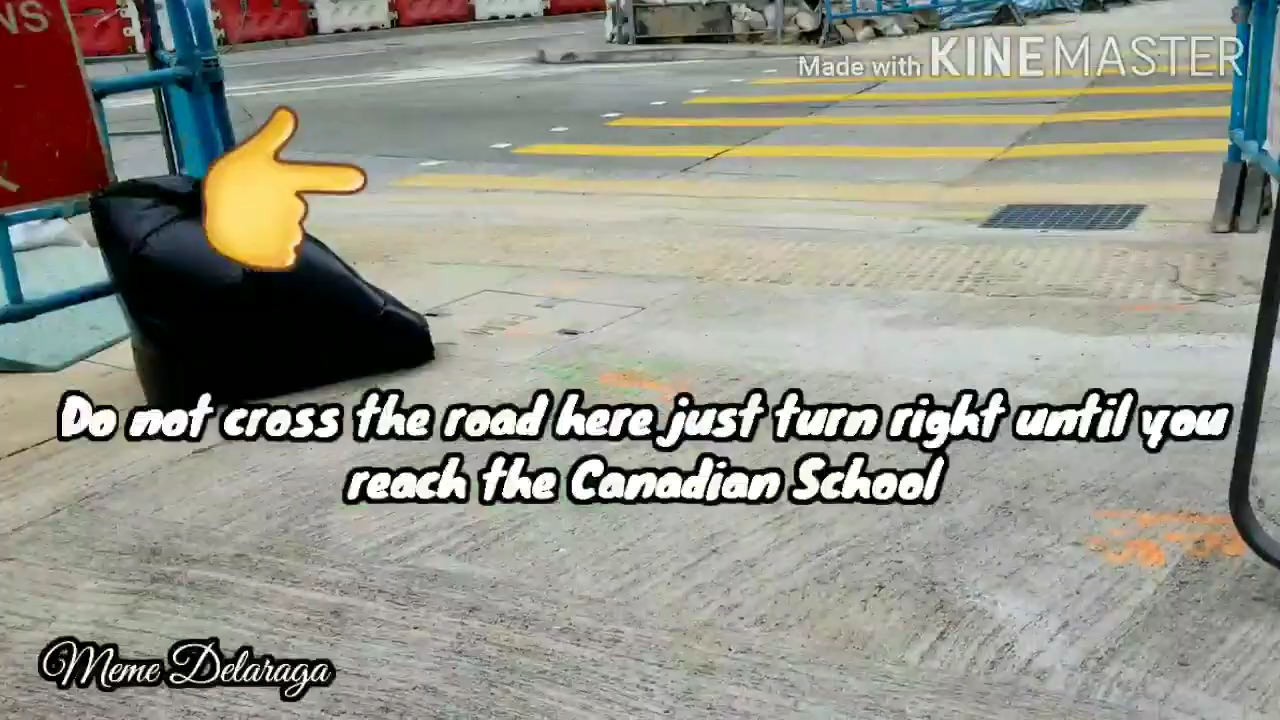 NS
Made with KINEMASTER
Do not cross the road here just turn right until you
reach the Canadian School
Meme Delaraga